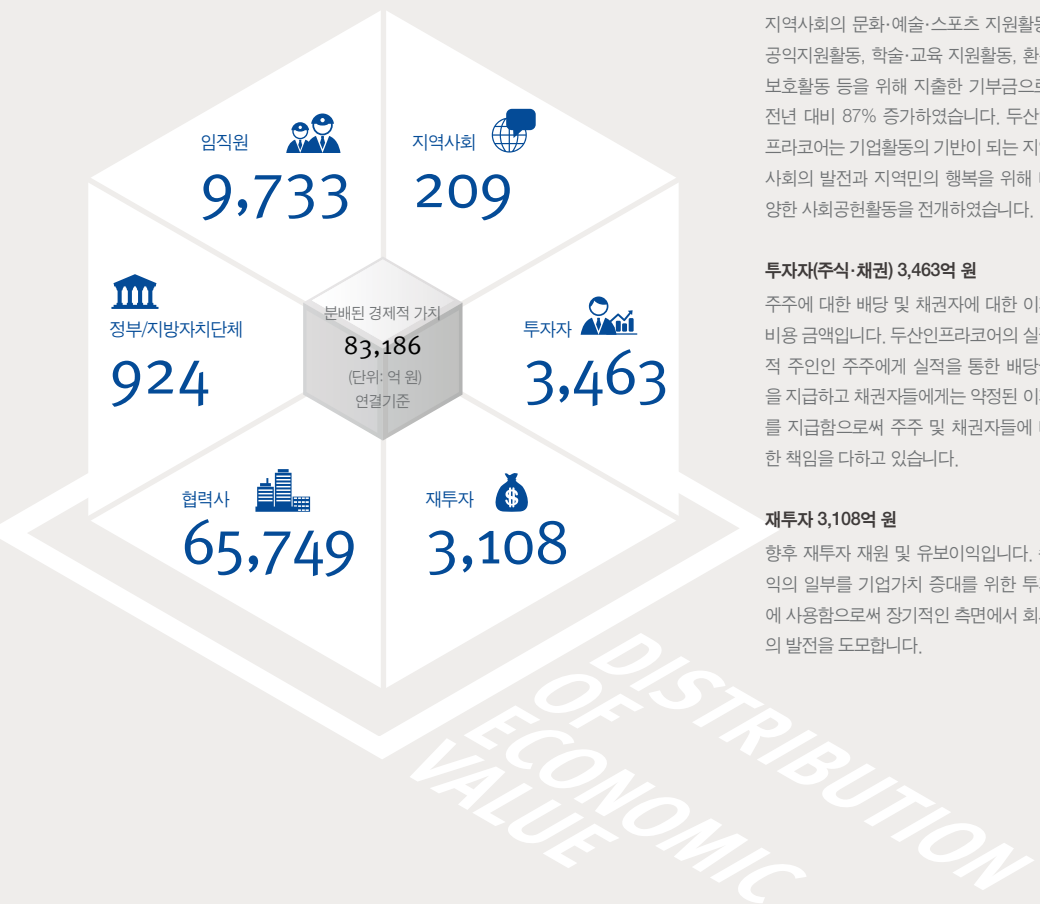 임직원
9,733
지역사회
209
정부/지방자치단체
924
분배된 경제적 가치
83,186
(단위: 억 원)
연결기준
투자자
3,463
협력사
65,749
재투자
3,108
지역사회의 문화·예술·스포츠 지원활동
공익지원활동, 학술·교육 지원활동,
보호활동 등을 위해 지출한
전년 대비 87% 증가하였습니다. 두산
프라코어는 기업활동의 기반이 되는
사회의 발전과 지역민의 행복을 위해
양한 사회공헌활동을 전개하였습니다.
투자자(주식·채권) 3,463억 원
주주에 대한 배당 및 채권자에 대한
비용 금액입니다. 두산인프라코어의
적 주인인 주주에게 실적을 통한
을 지급하고 채권자들에게는 약정된
를 지급함으로써 주주 및 채권자들에
한 책임을 다하고 있습니다.
재투자 3,108억 원
향후 재투자 재원 및 유보이익입니다.
익의 일부를 기업가치 증대를 위한
에 사용함으로써 장기적인 측면에서
의 발전을 도모합니다.
DISTRIBUTION
OF
ECONOMIC
VALUE